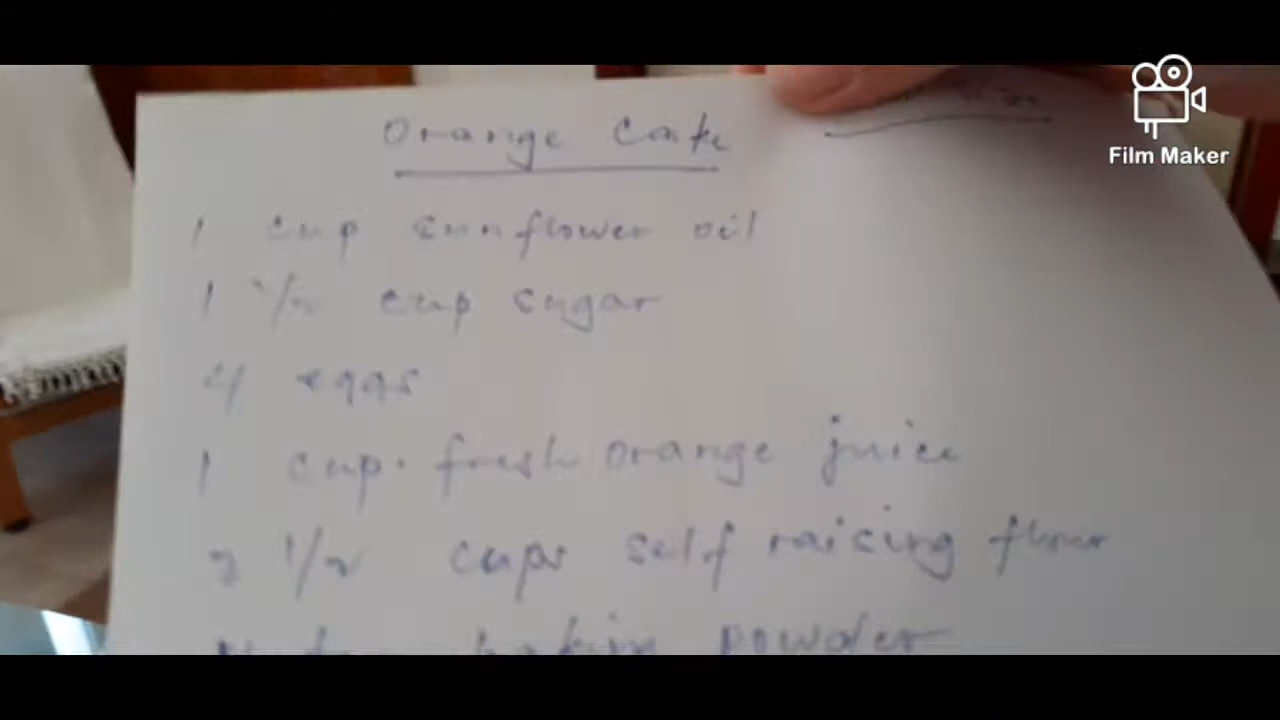 Orange Cake
1 cup sunflower oil
1 1/2 cup sugar
4 eggs
1 cup fresh orange juice
1/2 cups self raising flour
powder
Film Maker